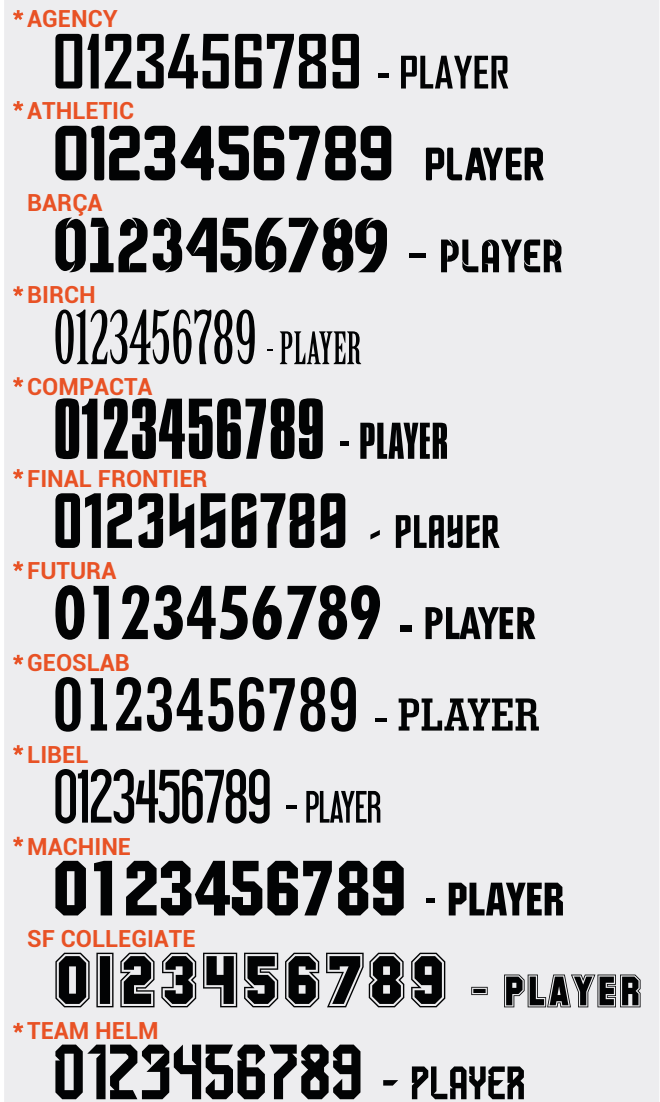 *AGENCY
0123456789 - PLAYER
*ATHLETIC
0123456789 PLAYER
BARÇA
0123456789 - PLAYER
*BIRCH
0123456789 - PLAYER
*COMPACTA
0123456789 - PLAYER
*FINAL FRONTIER
0123456789 - PLAYER
*FUTURA
0123456789 - PLAYER
*GEOSLAB
0123456789 - PLAYER
*LIBEL
0123456789 - PLAYER
*MACHINE
0123456789 - PLAYER
SF COLLEGIATE
0123456789 - PLAYER
*TEAM HELM
0123456789 - PLAYER